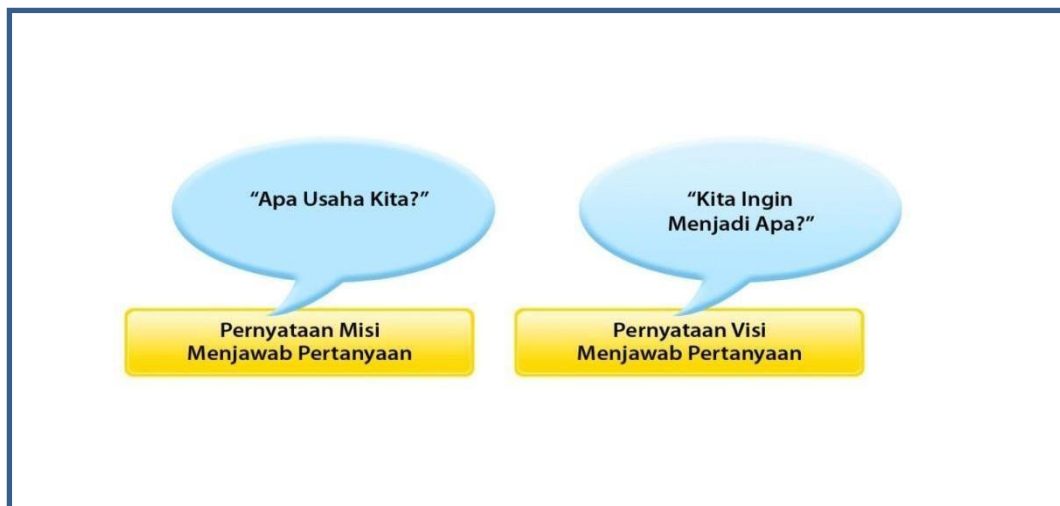 “Apa Usaha Kita?”
Pernyataan Misi
Menjawab Pertanyaan
“Kita Ingin
Menjadi Apa?”
Pernyataan Visi
Menjawab Pertanyaan